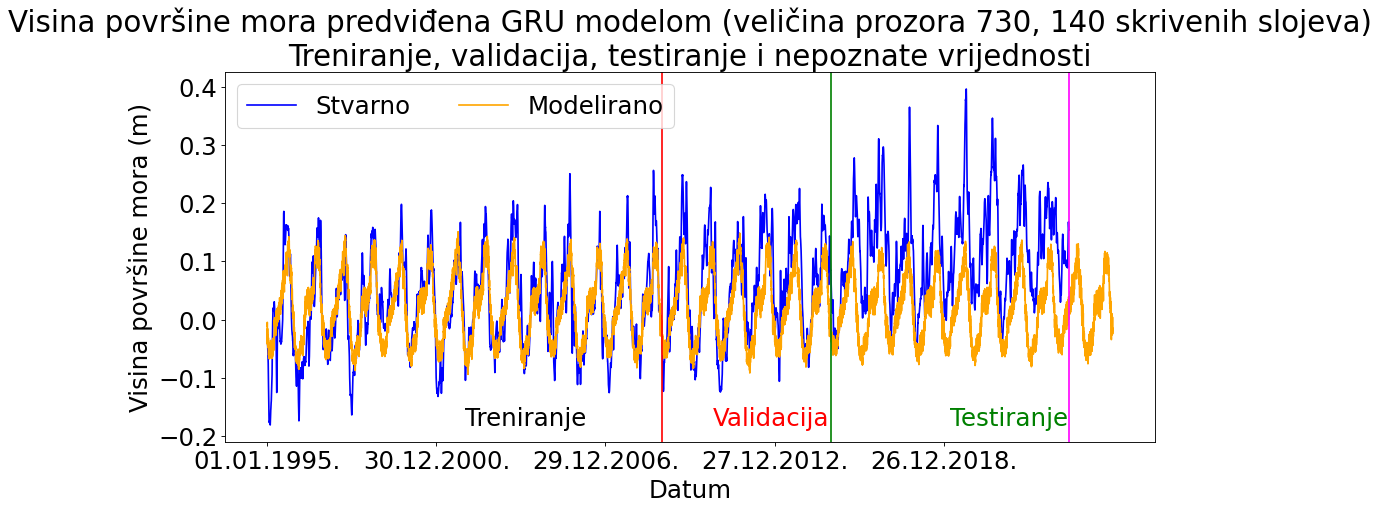 Visina površine mora predviđena GRU modelom (veličina prozora 730, 140 skrivenih slojeva)
Treniranje, validacija, testiranje i nepoznate vrijednosti
Stvarno Modelirano
Visina površine mora (m)
0.4
0.3
0.2
0.1
0.0
−0.1
−0.2
Treniranje Validacija Testiranje
01.01.1995. 30.12.2000. 29.12.2006. 27.12.2012. 26.12.2018.
Datum